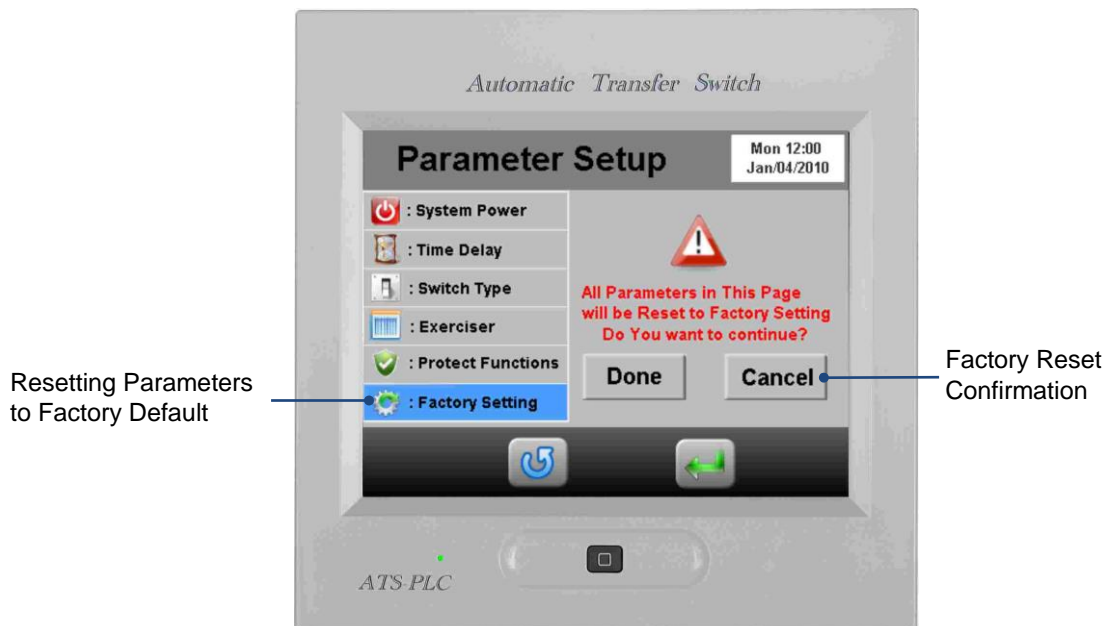 Automatic Transfer Switch
Parameter Setup
Mon 12:00
Jan/04/2010
: System Power
: Time Delay
: Switch Type
: Exerciser
: Protect Functions
: Factory Setting
All Parameters in This Page
will be Reset to Factory Setting
Do You want to continue?
Done
Cancel
Resetting Parameters
to Factory Default
Factory Reset
Confirmation
ATS-PLC